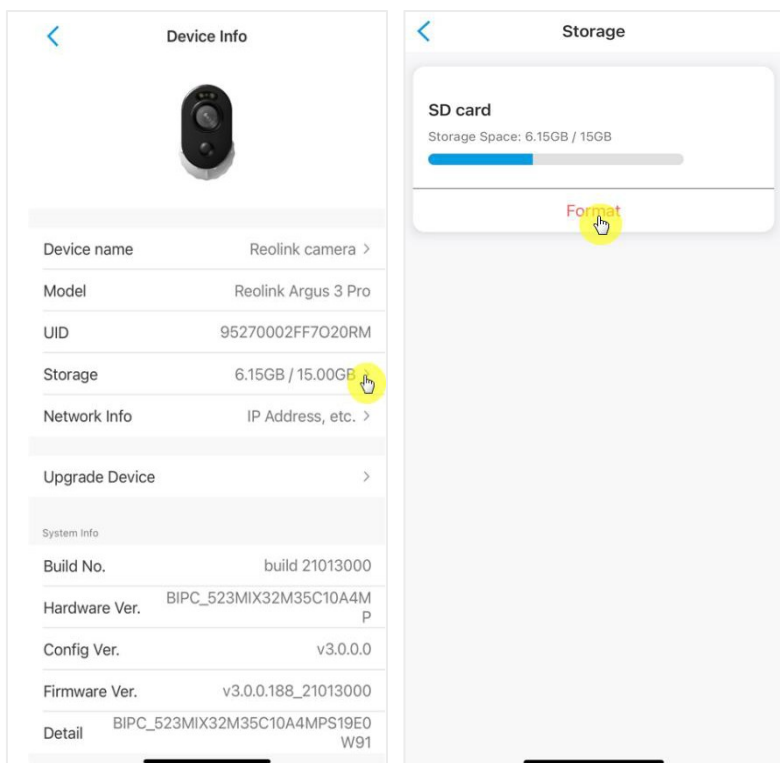 Device Info
Device name Reolink camera >
Model Reolink Argus 3 Pro
UID 95270002FF7O20RM
Storage 6.15GB / 15.00GB >
Network Info IP Address, etc. >
Upgrade Device >
System Info
Build No. build 21013000
Hardware Ver. BIPC_523MIX32M35C10A4M
P
Config Ver. v3.0.0.0
Firmware Ver. v3.0.0.188_21013000
Detail BIPC_523MIX32M35C10A4MPS19E0
W91
Storage
SD card
Storage Space: 6.15GB / 15GB
Format